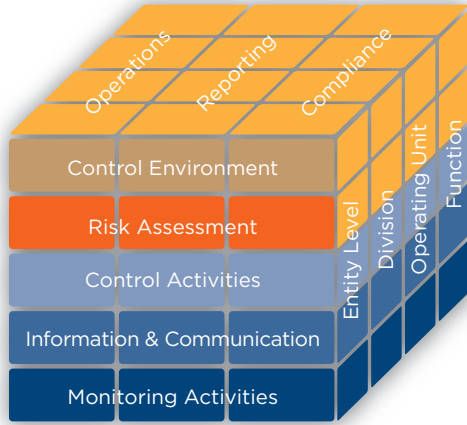 Operations
Reporting
Compliance
Control Environment
Risk Assessment
Control Activities
Information & Communication
Monitoring Activities
Entity Level
Division
Operating Unit
Function